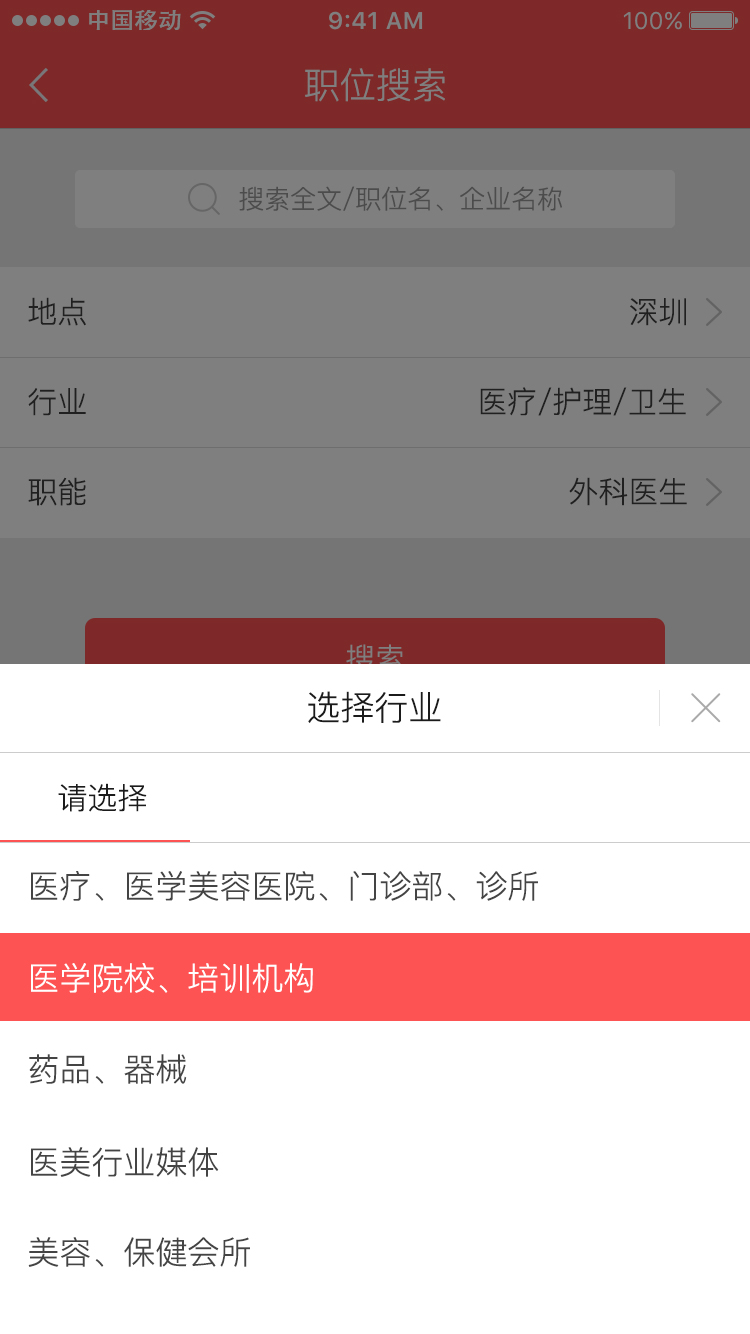 中国移动 9:41 AM 100%
职位搜索
搜索全文/职位名、企业名称
地点 深圳
行业 医疗/护理/卫生
职能 外科医生
搜索
选择行业
请选择
医疗、医学美容医院、门诊部、诊所
医学院校、培训机构
药品、器械
医美行业媒体
美容、保健会所